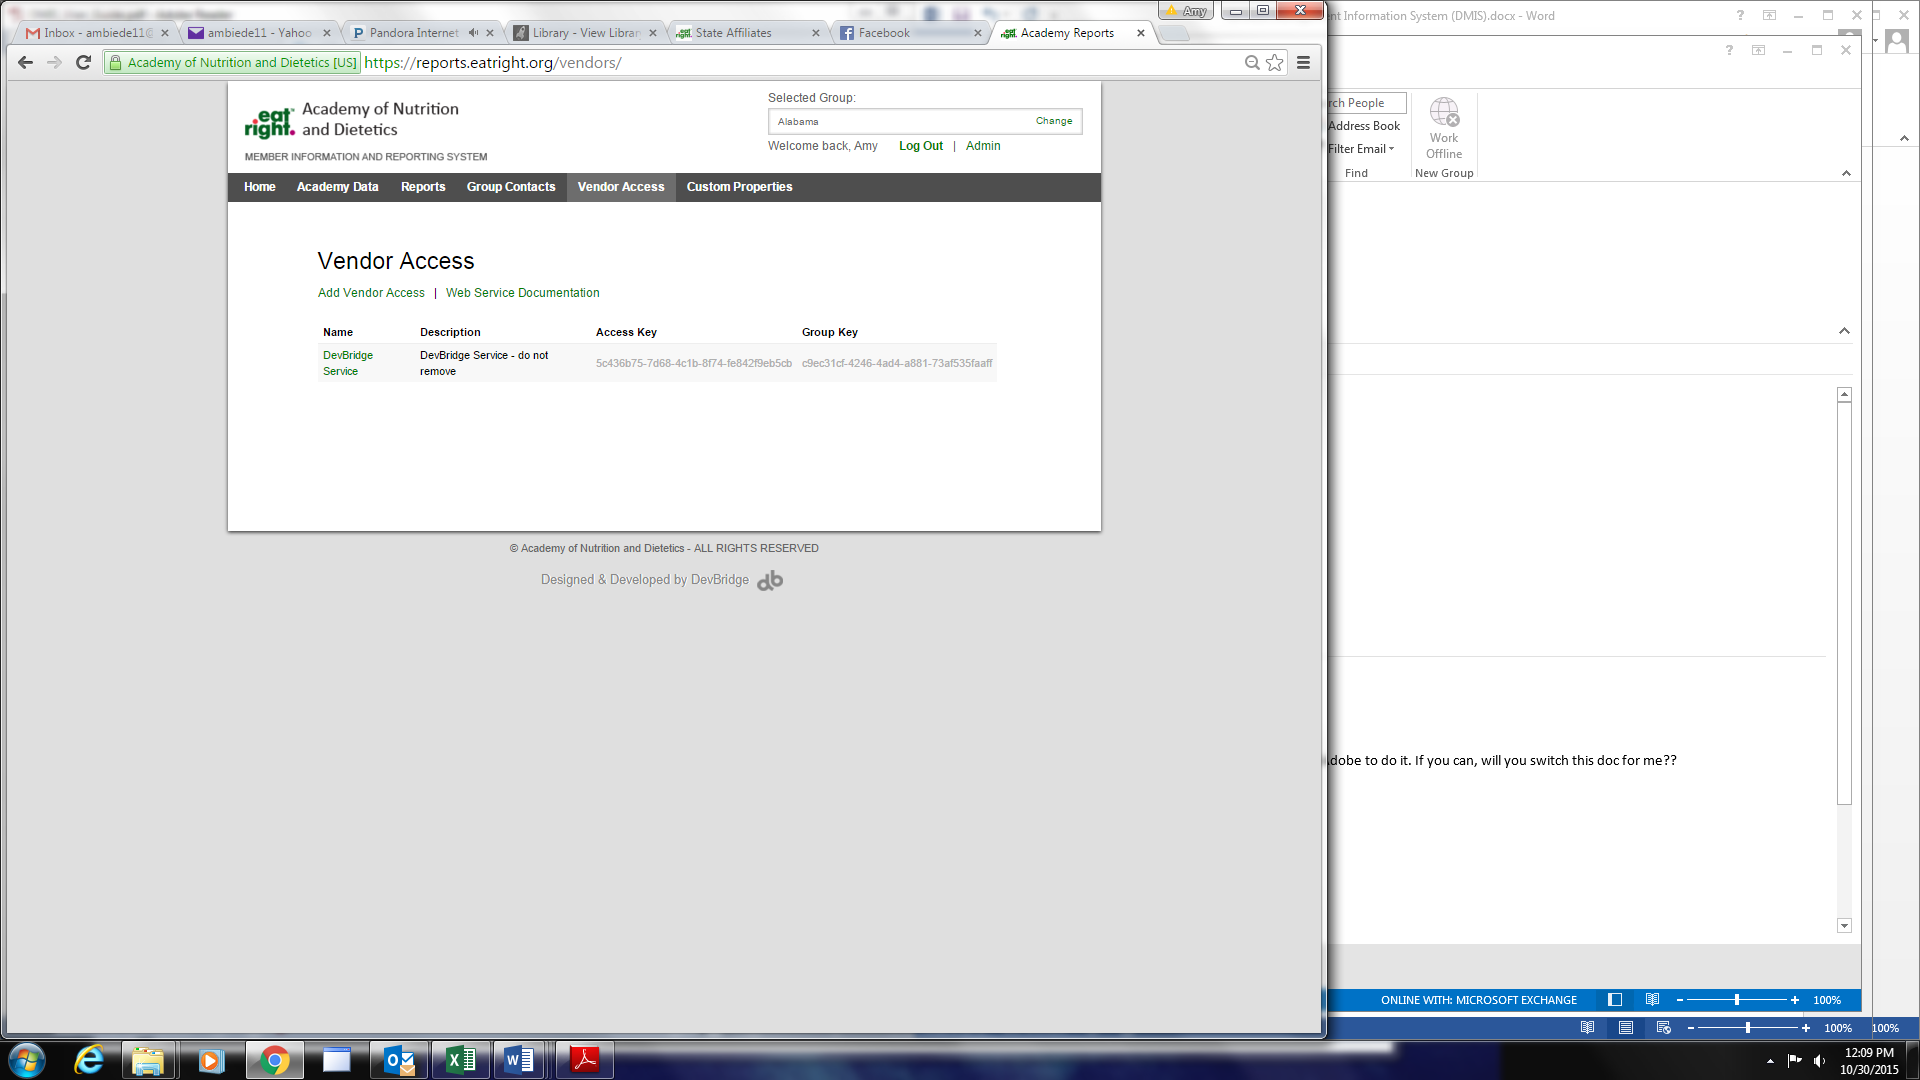 Amy
Inbox - ambiede11@
ambiede11 - Yahoo
Pandora Internet
Library - View Librar
State Affiliates
Facebook
Academy Reports
Academy of Nutrition and Dietetics [US]
https://reports.eatright.org/vendors/
eat right.
Academy of Nutrition
and Dietetics
MEMBER INFORMATION AND REPORTING SYSTEM
Selected Group:
Alabama
Change
Welcome back, Amy
Log Out | Admin
Home
Academy Data
Reports
Group Contacts
Vendor Access
Custom Properties
Vendor Access
Add Vendor Access | Web Service Documentation
Name Description Access Key Group Key
DevBridge Service
DevBridge Service - do not remove
5c436b75-7d68-4c1b-8f74-fe842f9eb5cb
c9ec31cf-4246-4ad4-a881-73af535faaff
© Academy of Nutrition and Dietetics - ALL RIGHTS RESERVED
Designed & Developed by DevBridge db
nt Information System (DMIS).docx - Word
rch People
Address Book
Filter Email
Find
Work
Offline
New Group
dobe to do it. If you can, will you switch this doc for me??
ONLINE WITH: MICROSOFT EXCHANGE
100%
100%
100%
12:09 PM
10/30/2015